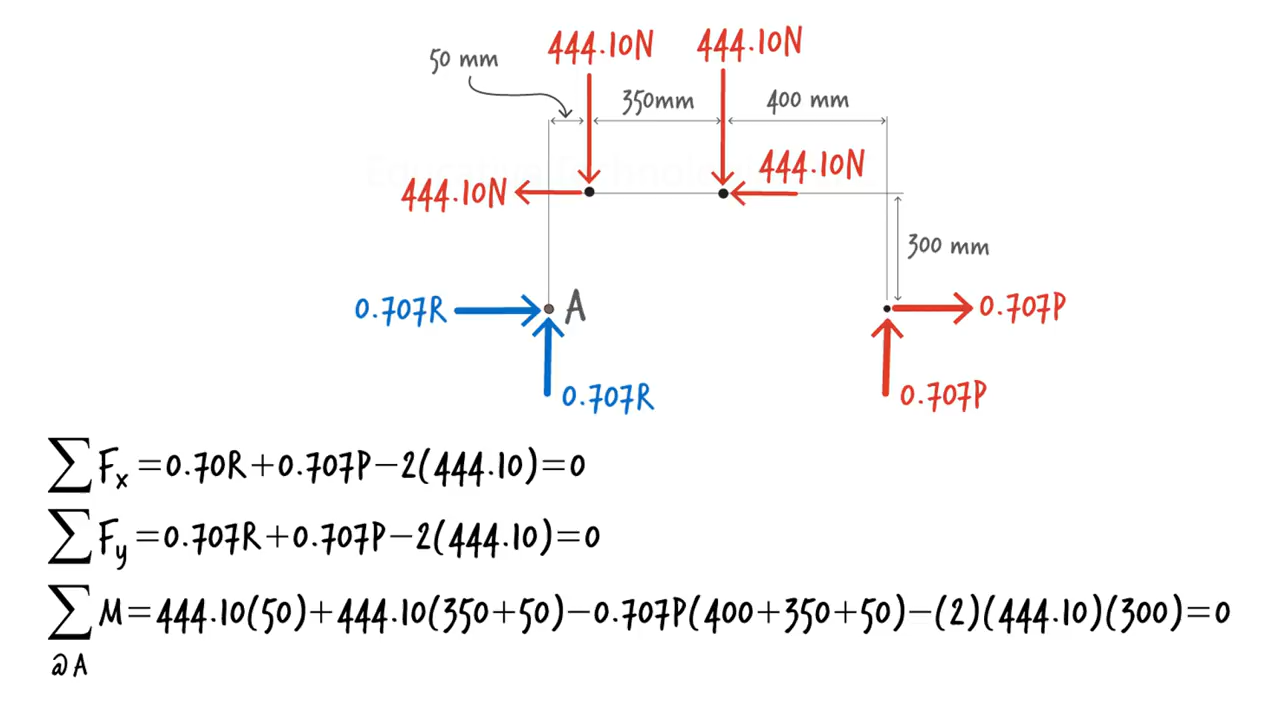 444.10N 444.10N
50 mm
350mm 400 mm
444.10N
444.10N
300 mm
0.707R A 0.707P
0.707R 0.707P
∑Fx =0.70R+0.707P−2(444.10)=0
∑Fy =0.707R+0.707P−2(444.10)=0
∑M=444.10(50)+444.10(350+50)−0.707P(400+350+50)−(2)(444.10)(300)=0
@A